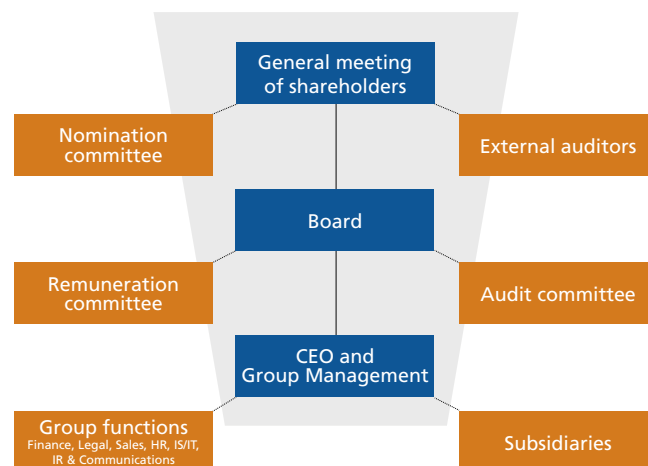 General meeting
of shareholders
Nomination
committee
External auditors
Board
Remuneration
committee
Audit committee
CEO and
Group Management
Group functions
Finance, Legal, Sales, HR, IS/IT,
IR & Communications
Subsidiaries